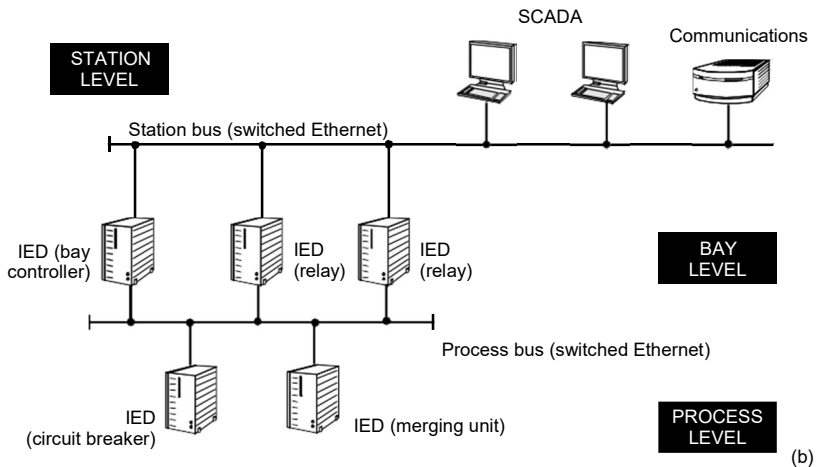 SCADA
Communications
STATION
LEVEL
Station bus (switched Ethernet)
IED (bay
controller)
IED
(relay)
IED
(relay)
BAY
LEVEL
Process bus (switched Ethernet)
IED
(circuit breaker)
IED (merging unit)
PROCESS
LEVEL
(b)